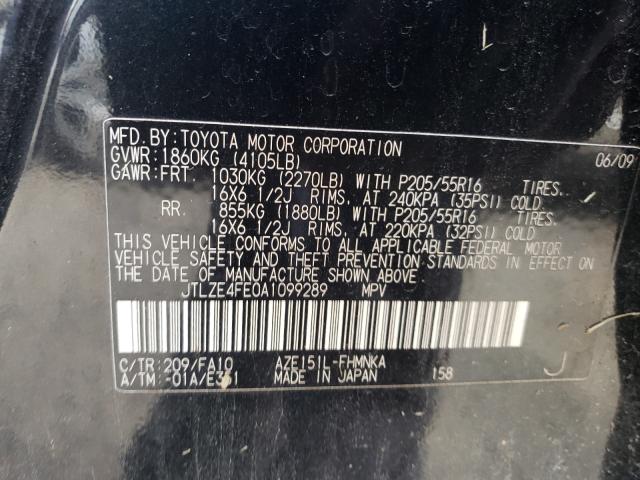 MFD. BY: TOYOTA MOTOR CORPORATION 06/09
GVWR: 1860KG (4105LB)
GAWR: FRT. 1030KG (2270LB) WITH P205/55R16 TIRES.
16X6 1/2J RIMS, AT 240KPA (35PSI) COLD.
RR. 855KG (1880LB) WITH P205/55R16 TIRES.
16X6 1/2J RIMS, AT 220KPA (32PSI) COLD.
THIS VEHICLE CONFORMS TO ALL APPLICABLE FEDERAL MOTOR
VEHICLE SAFETY AND THEFT PREVENTION STANDARDS IN EFFECT ON
THE DATE OF MANUFACTURE SHOWN ABOVE.
JTLZE4FE0A1099289 MPV
C/TR: 209/FA10 AZE151L-FHMNKA
A/TM: -01A/ MADE IN JAPAN 158 J